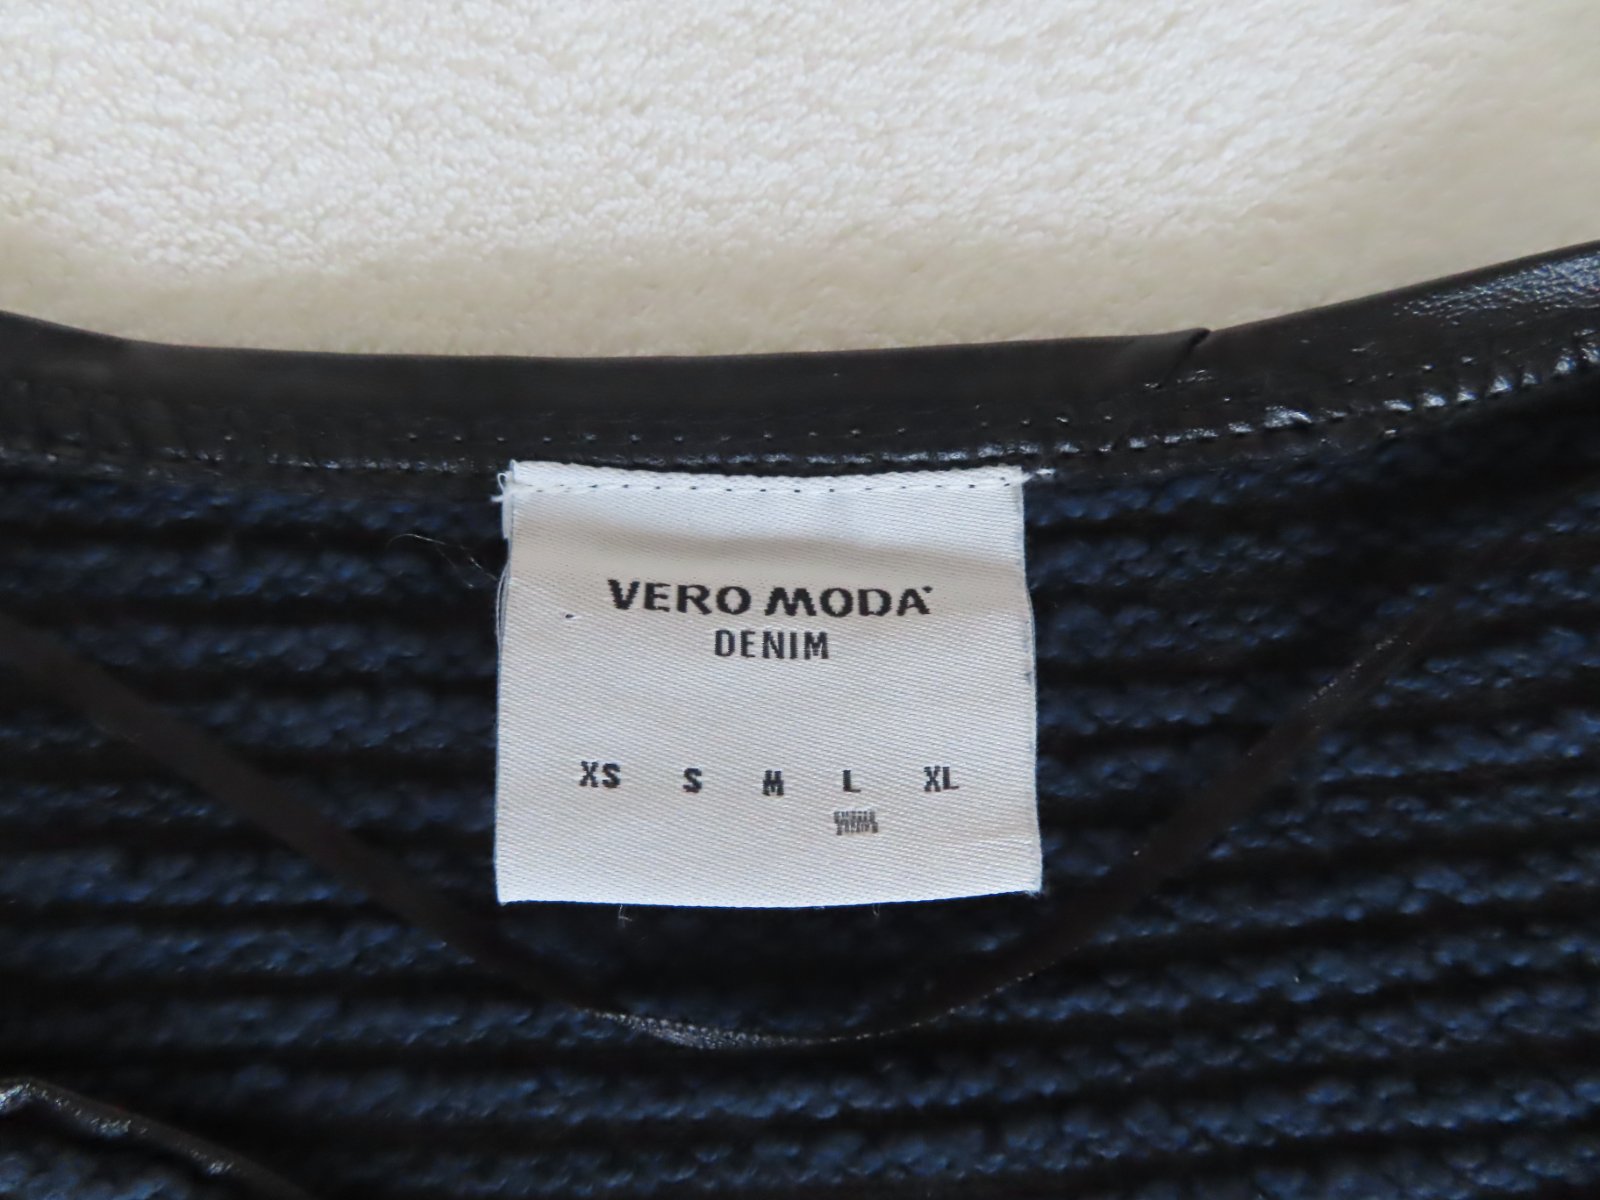 VERO MODA
DENIM
XS S M L XL